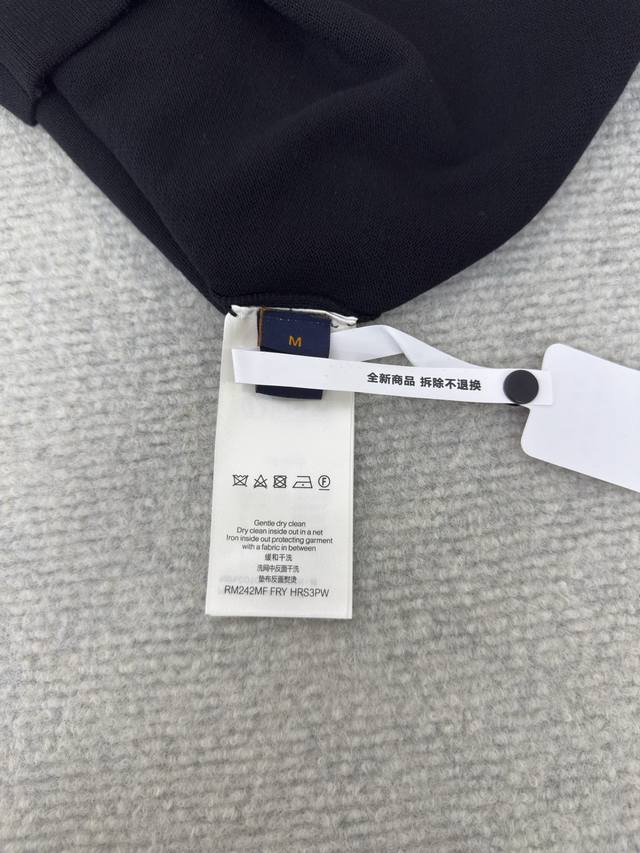 M
全新商品 拆除不退换
Gentle dry clean
Dry clean inside out in a net
Iron inside out protecting garment
with a fabric in between
缓和干洗
洗网中反面干洗
垫布反面熨烫
RM242MF FRY HRS3PW